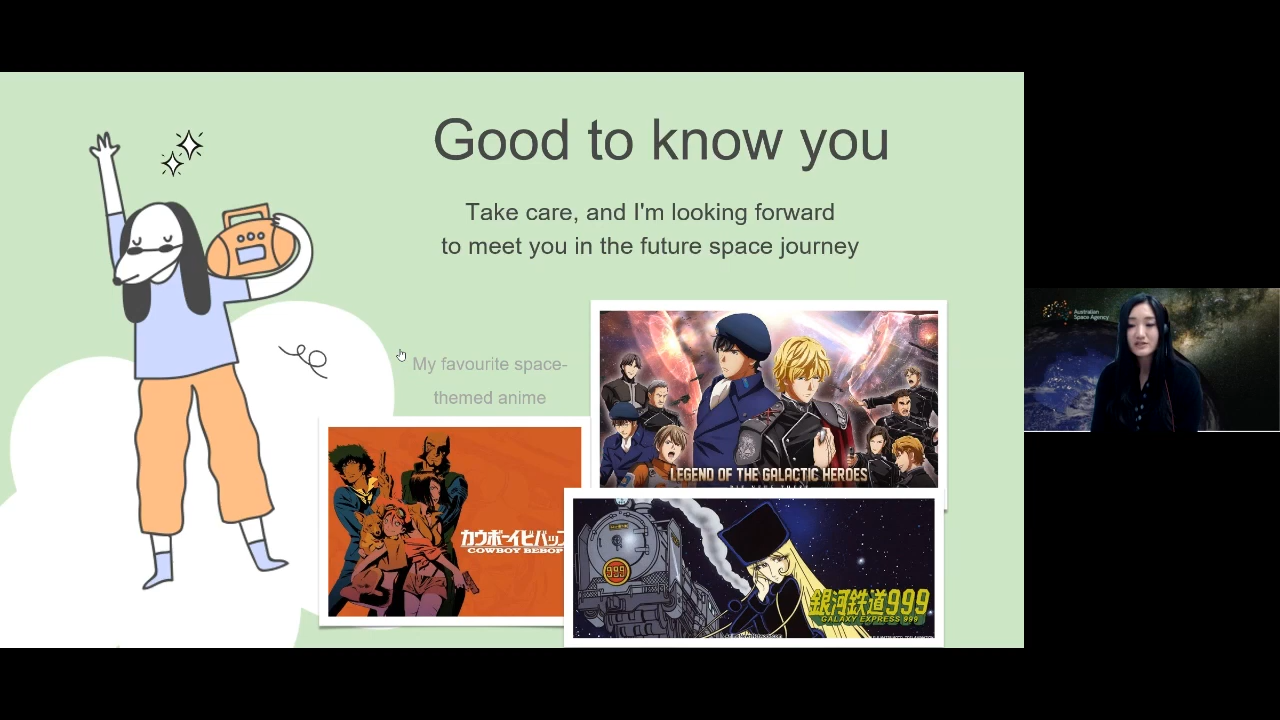 Good to know you
Take care, and I'm looking forward
to meet you in the future space journey
My favourite space-
themed anime
LEGEND OF THE GALACTIC HEROES
カウボーイビバップ
COWBOY BEBOP
999
銀河鉄道999
GALAXY EXPRESS 999
Australian
Space Agency